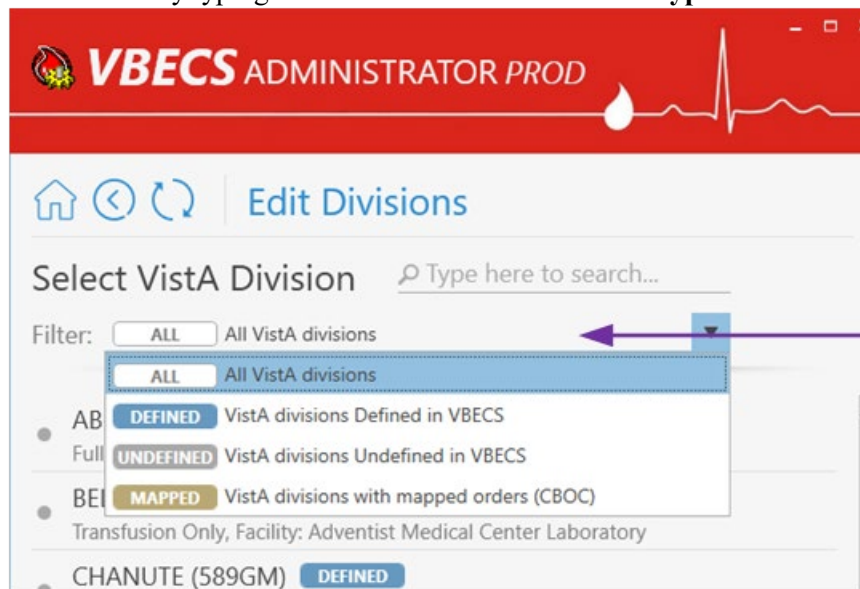 VBECS ADMINISTRATOR PROD
Edit Divisions
Select VistA Division Type here to search...
Filter: ALL All VistA divisions
ALL All VistA divisions
AB DEFINED VistA divisions Defined in VBECS
Full UNDEFINED VistA divisions Undefined in VBECS
BEL MAPPED VistA divisions with mapped orders (CBOC)
Transfusion Only, Facility: Adventist Medical Center Laboratory
CHANUTE (589GM) DEFINED